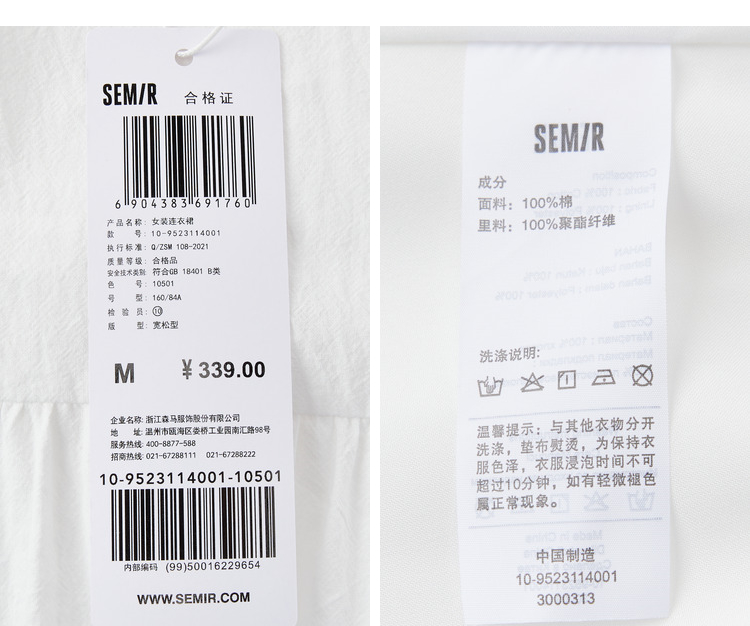 SEMIR 合格证
6 904383 691760
产品名称: 女装连衣裙
款 号: 10-9523114001
执行标准: Q/ZSM 108-2021
质量等级: 合格品
安全技术类别: 符合GB 18401 B类
色 号: 10501
号 型: 160/84A
检 验 员: ⑩
版 型: 宽松型
M ¥339.00
企业名称: 浙江森马服饰股份有限公司
地 址: 温州市瓯海区娄桥工业园南汇路98号
服务热线: 400-8877-588
招商热线: 021-67288111 021-67288222
10-9523114001-10501
内部编码 (99)50016229654
WWW.SEMIR.COM
SEMIR
成分
面料: 100%棉
里料: 100%聚酯纤维
洗涤说明:
温馨提示: 与其他衣物分开
洗涤, 垫布熨烫, 为保持衣
服色泽, 衣服浸泡时间不可
超过10分钟, 如有轻微褪色
属正常现象。
中国制造
10-9523114001
3000313